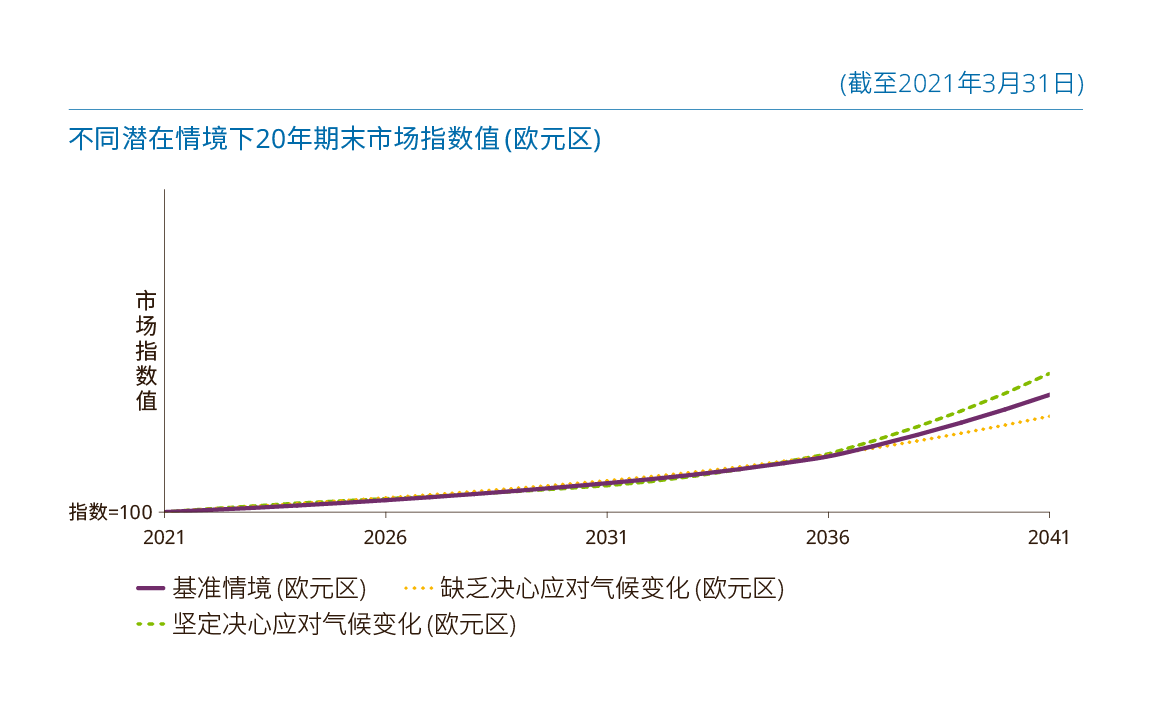 (截至2021年3月31日)
不同潜在情境下20年期末市场指数值 (欧元区)
市场指数值
指数=100
2021 2026 2031 2036 2041
基准情境 (欧元区) 缺乏决心应对气候变化 (欧元区)
坚定决心应对气候变化 (欧元区)